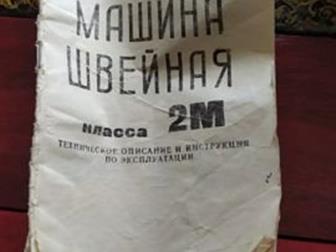 МАШИНА
ШВЕЙНАЯ
класса 2М
ТЕХНИЧЕСКОЕ ОПИСАНИЕ И ИНСТРУКЦИЯ
ПО ЭКСПЛУАТАЦИИ